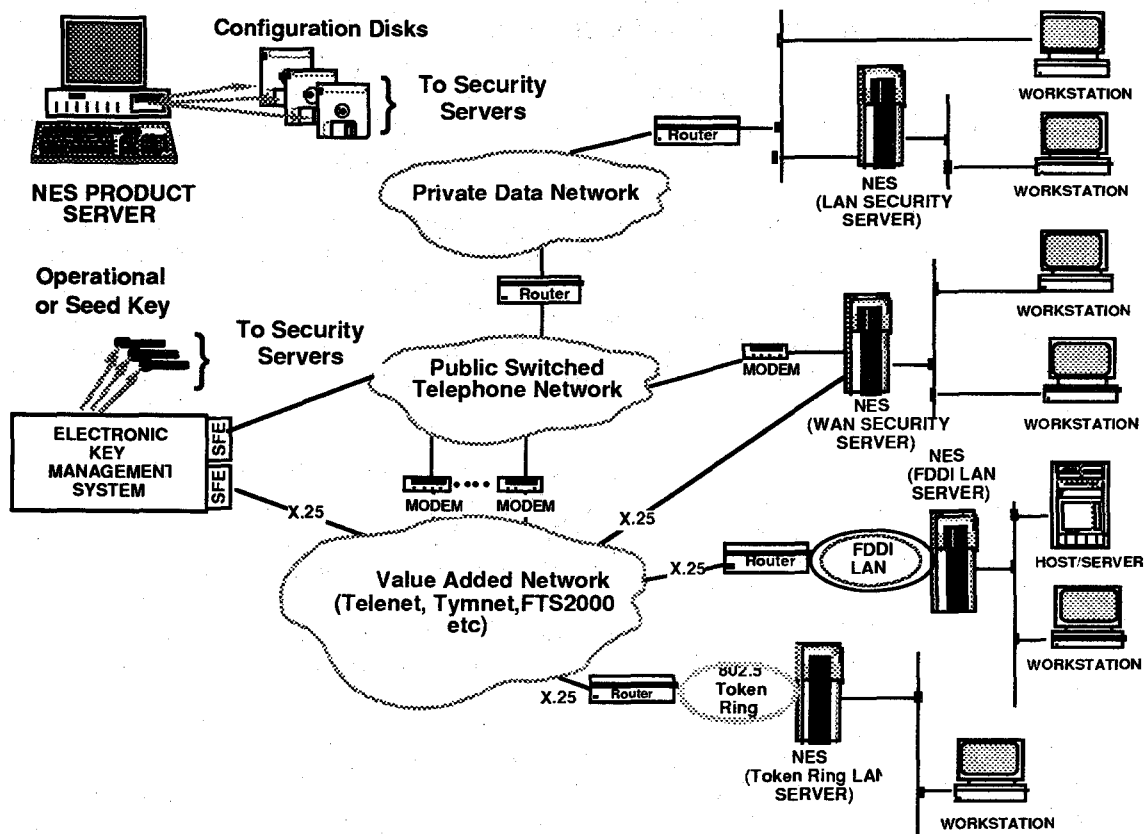 Configuration Disks
To Security
Servers
NES PRODUCT
SERVER
Operational
or Seed Key
To Security
Servers
ELECTRONIC
KEY
MANAGEMENT
SYSTEM
SFE
SFE
Private Data Network
Router
Router
Public Switched
Telephone Network
MODEM
MODEM
MODEM
X.25
X.25
X.25
X.25
Value Added Network
(Telenet, Tymnet,FTS2000
etc)
NES
(LAN SECURITY
SERVER)
WORKSTATION
WORKSTATION
NES
(WAN SECURITY
SERVER)
WORKSTATION
WORKSTATION
Router
FDDI
LAN
NES
(FDDI LAN
SERVER)
HOST/SERVER
WORKSTATION
Router
802.5
Token
Ring
NES
(Token Ring LAN
SERVER)
WORKSTATION